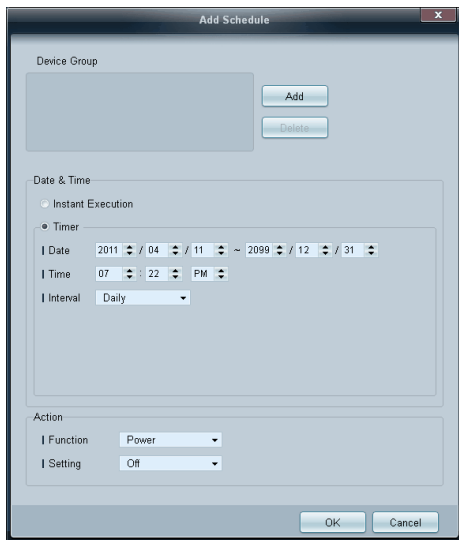 Add Schedule
x
Device Group
Add
Delete
Date & Time
Instant Execution
Timer
Date 2011 / 04 / 11 ~ 2099 / 12 / 31
Time 07 : 22 PM
Interval Daily
Action
Function Power
Setting Off
OK Cancel